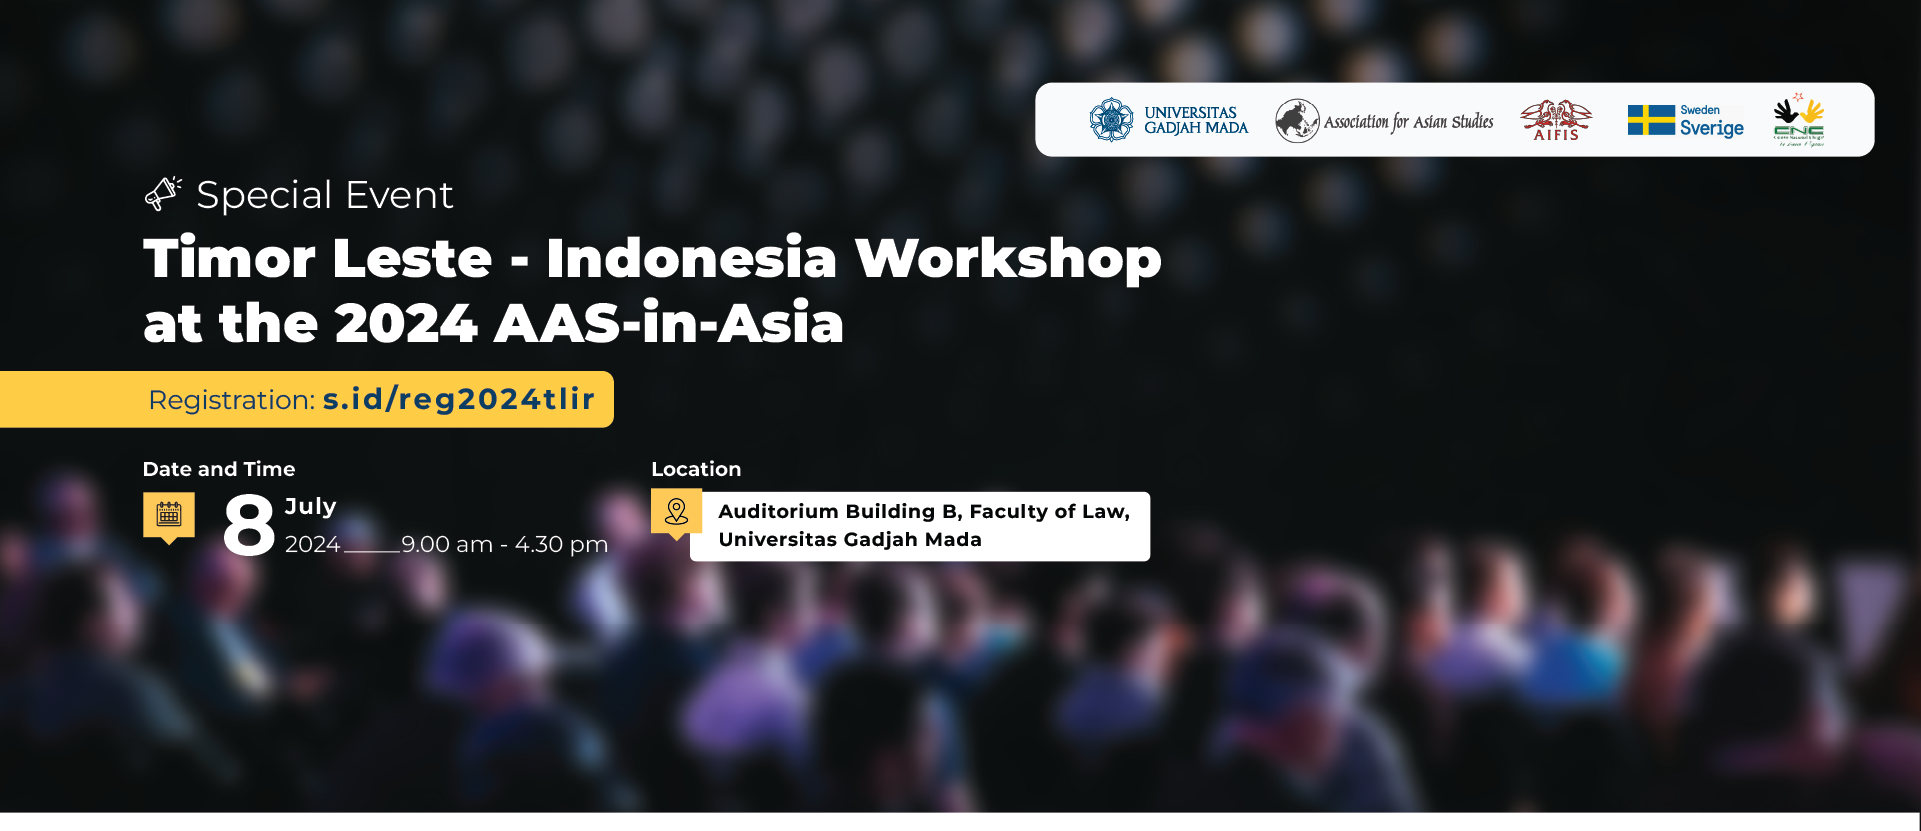 UNIVERSITAS
GADJAH MADA
Association for Asian Studies
AIFIS
Sweden
Sverige
CNC
Special Event
Timor Leste - Indonesia Workshop
at the 2024 AAS-in-Asia
Registration: s.id/reg2024tlir
Date and Time
8 July
2024 9.00 am - 4.30 pm
Location
Auditorium Building B, Faculty of Law,
Universitas Gadjah Mada